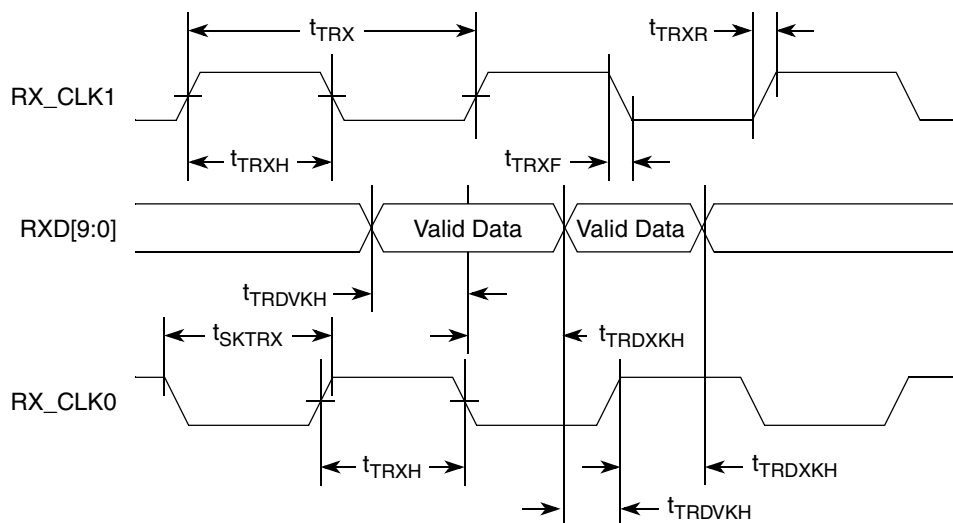 tTRX
tTRXR
RX_CLK1
tTRXH
tTRXF
RXD[9:0]
Valid Data
Valid Data
tTRDVKH
tSKTRX
tTRDXKH
RX_CLK0
tTRXH
tTRDXKH
tTRDVKH